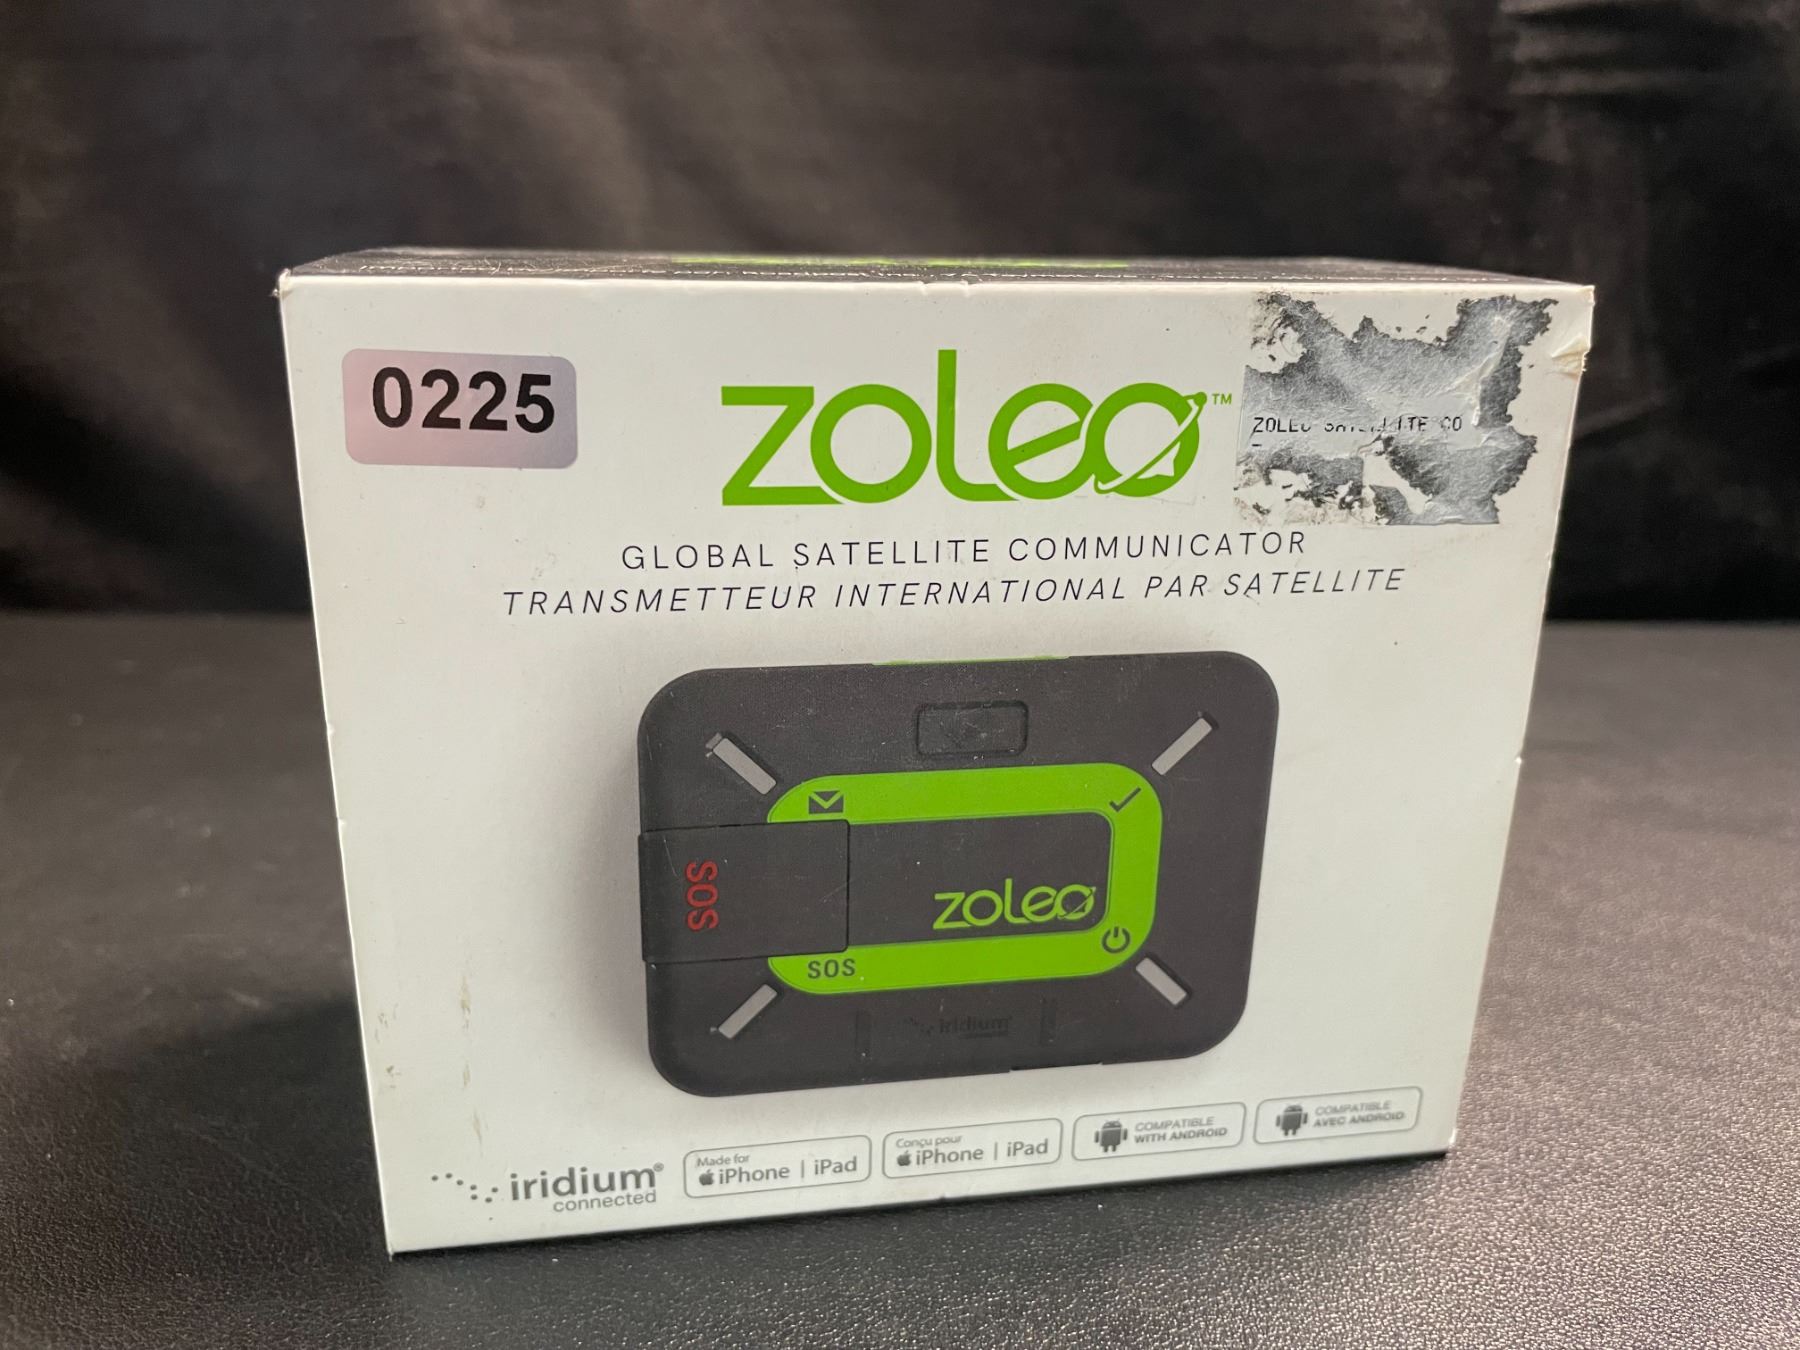 0225
zoleo™
ZOLEO
GLOBAL SATELLITE COMMUNICATOR
TRANSMETTEUR INTERNATIONAL PAR SATELLITE
SOS
zoleo
SOS
iridium
iridium®
connected
Made for
iPhone | iPad
Conçu pour
iPhone | iPad
COMPATIBLE
WITH ANDROID
COMPATIBLE
AVEC ANDROID